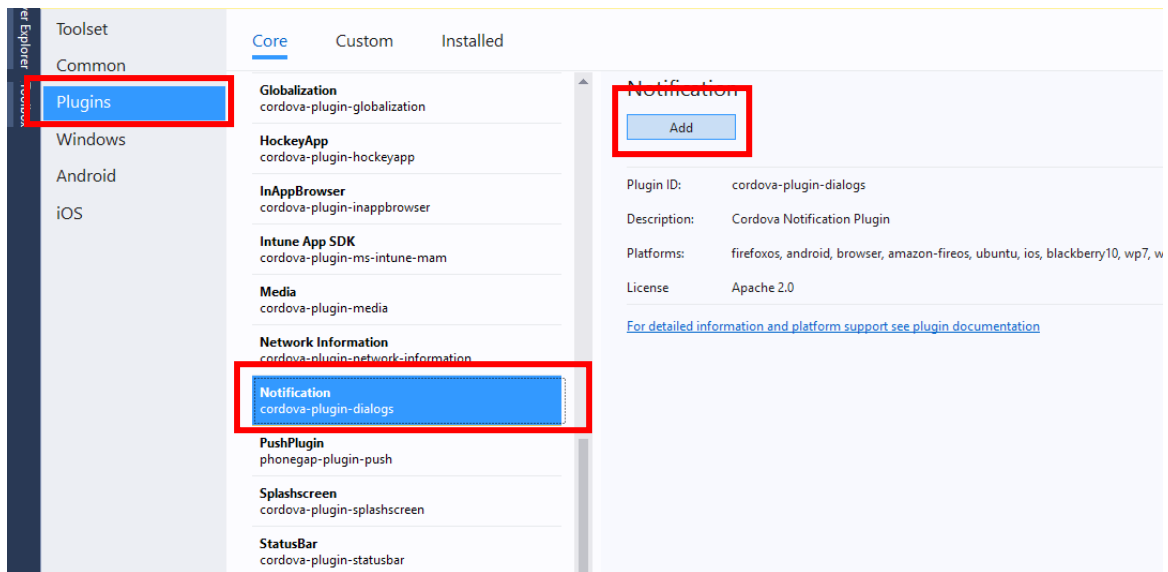 er Explorer
Toolbox
Toolset
Common
Plugins
Windows
Android
iOS
Core
Custom
Installed
Globalization
cordova-plugin-globalization
HockeyApp
cordova-plugin-hockeyapp
InAppBrowser
cordova-plugin-inappbrowser
Intune App SDK
cordova-plugin-ms-intune-mam
Media
cordova-plugin-media
Network Information
cordova-plugin-network-information
Notification
cordova-plugin-dialogs
PushPlugin
phonegap-plugin-push
Splashscreen
cordova-plugin-splashscreen
StatusBar
cordova-plugin-statusbar
Notification
Add
Plugin ID: cordova-plugin-dialogs
Description: Cordova Notification Plugin
Platforms: firefoxos, android, browser, amazon-fireos, ubuntu, ios, blackberry10, wp7, w
License Apache 2.0
For detailed information and platform support see plugin documentation